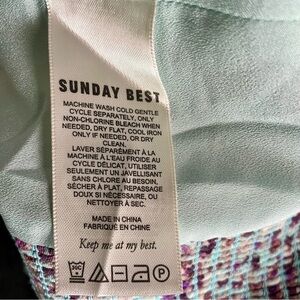 SUNDAY BEST
MACHINE WASH COLD GENTLE
CYCLE SEPARATELY, ONLY
NON-CHLORINE BLEACH WHEN
NEEDED, DRY FLAT, COOL IRON
ONLY IF NEEDED, OR DRY
CLEAN.
LAVER SÉPARÉMENT À LA
MACHINE À L'EAU FROIDE AU
CYCLE DÉLICAT, UTILISER
SEULEMENT UN JAVELLISANT
SANS CHLORE AU BESOIN,
SÉCHER À PLAT, REPASSAGE
DOUX SI NÉCESSAIRE, OU
NETTOYER À SEC.
MADE IN CHINA
FABRIQUÉ EN CHINE
Keep me at my best.